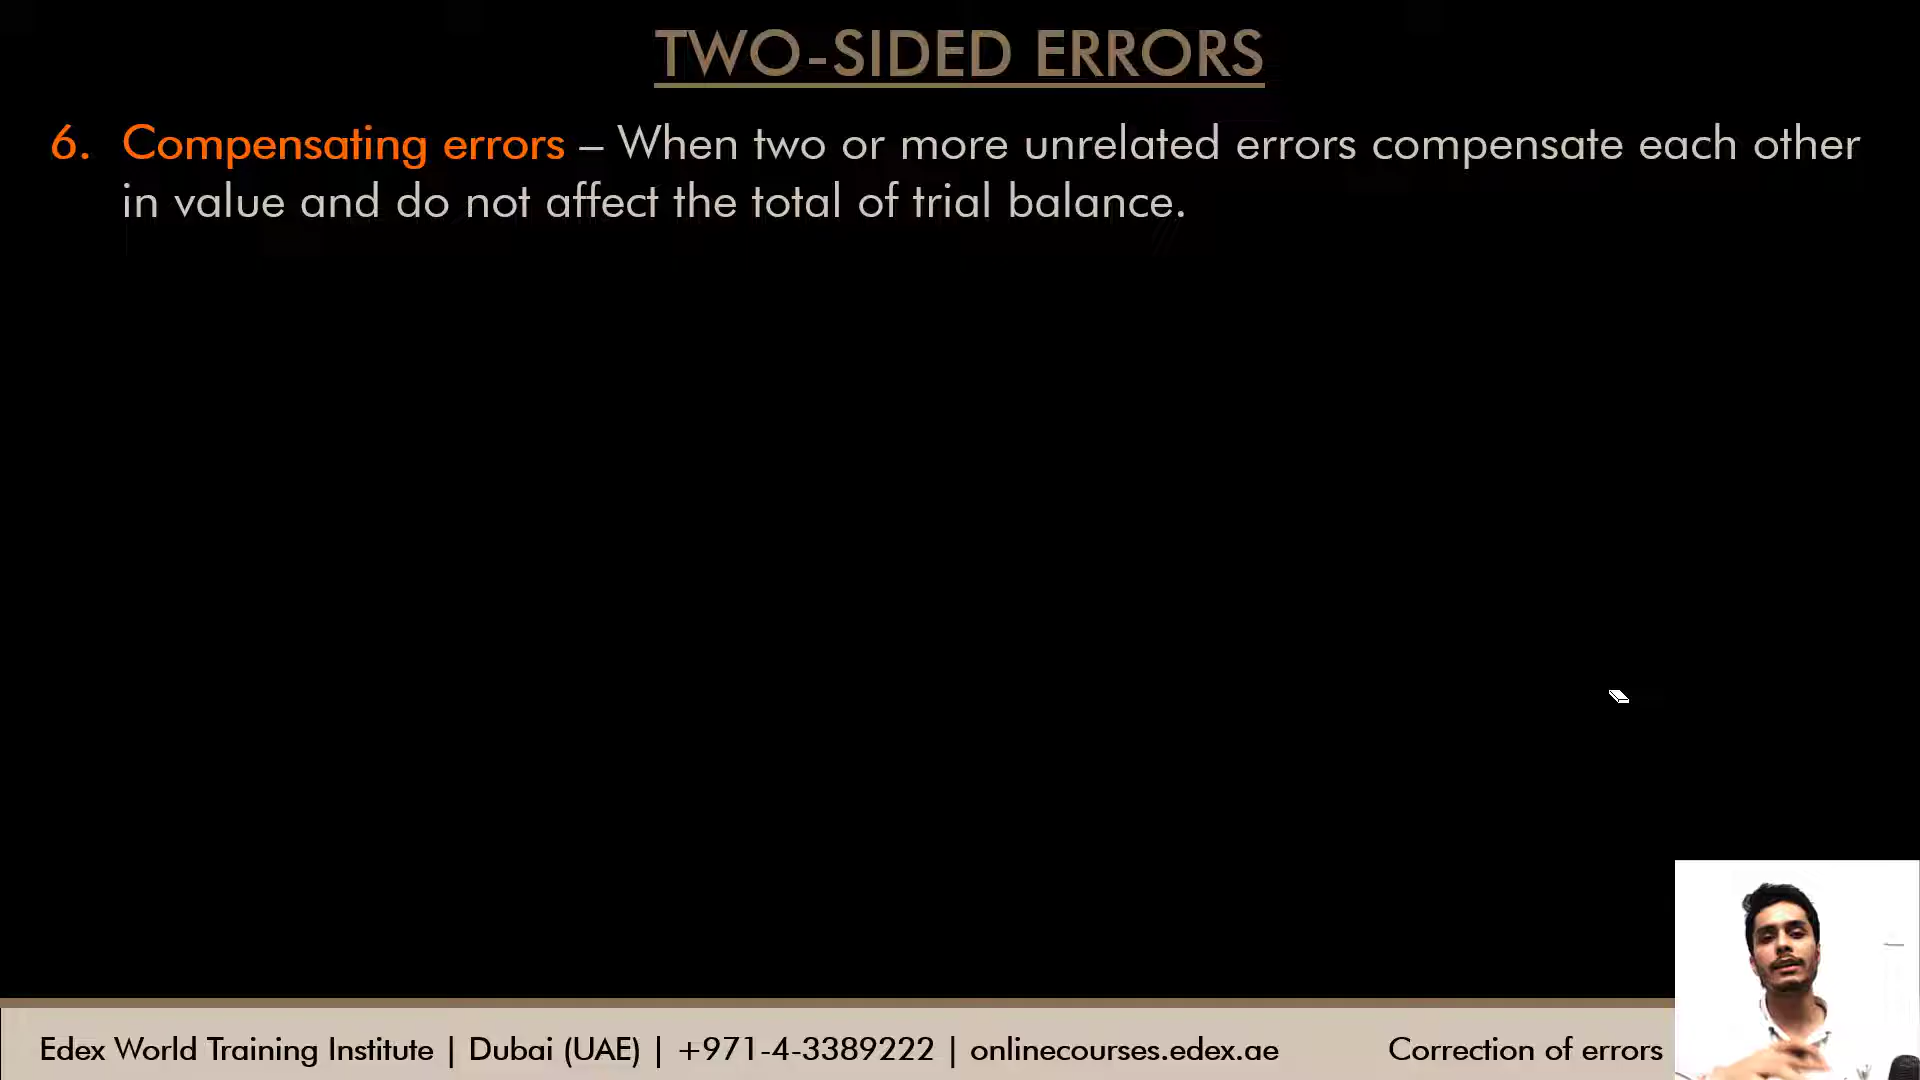 TWO-SIDED ERRORS
6. Compensating errors – When two or more unrelated errors compensate each other
in value and do not affect the total of trial balance.
Edex World Training Institute | Dubai (UAE) | +971-4-3389222 | onlinecourses.edex.ae Correction of errors